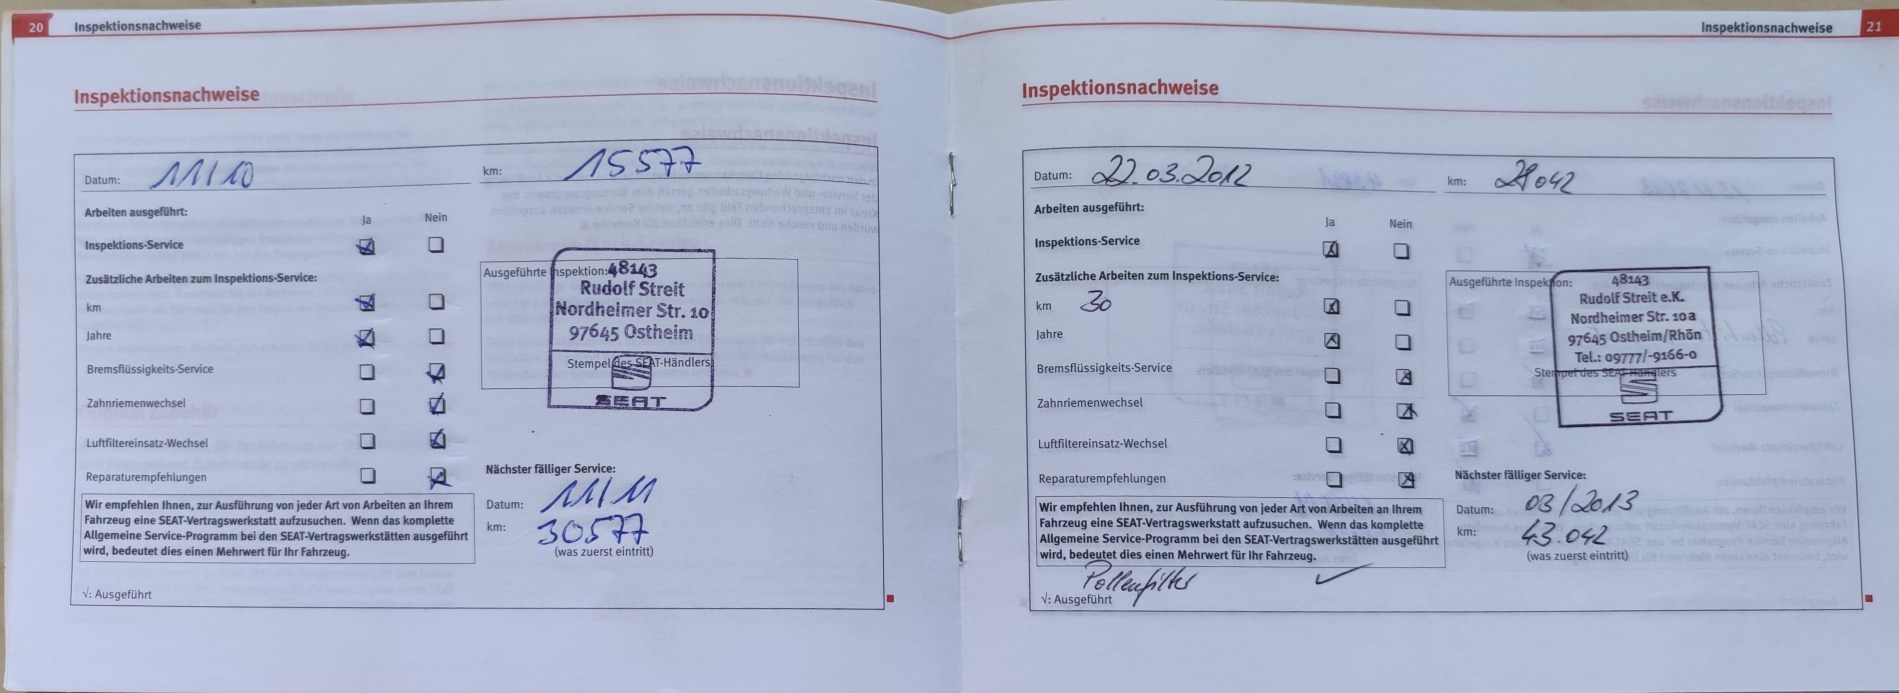 20 Inspektionsnachweise
Inspektionsnachweise
Datum: 11/10 km: 15577
Arbeiten ausgeführt:
Ja Nein
Inspektions-Service
Zusätzliche Arbeiten zum Inspektions-Service:
km
Jahre
Bremsflüssigkeits-Service
Zahnriemenwechsel
Luftfiltereinsatz-Wechsel
Reparaturempfehlungen
Wir empfehlen Ihnen, zur Ausführung von jeder Art von Arbeiten an Ihrem
Fahrzeug eine SEAT-Vertragswerkstatt aufzusuchen. Wenn das komplette
Allgemeine Service-Programm bei den SEAT-Vertragswerkstätten ausgeführt
wird, bedeutet dies einen Mehrwert für Ihr Fahrzeug.
√: Ausgeführt
Ausgeführte Inspektion:
48143
Rudolf Streit
Nordheimer Str. 10
97645 Ostheim
Stempel des SEAT-Händlers
SEAT
Nächster fälliger Service:
Datum: 11/11
km: 30577
(was zuerst eintritt)
Inspektionsnachweise 21
Inspektionsnachweise
Datum: 22.03.2012 km: 28042
Arbeiten ausgeführt:
Ja Nein
Inspektions-Service
Zusätzliche Arbeiten zum Inspektions-Service:
km 30
Jahre
Bremsflüssigkeits-Service
Zahnriemenwechsel
Luftfiltereinsatz-Wechsel
Reparaturempfehlungen
Wir empfehlen Ihnen, zur Ausführung von jeder Art von Arbeiten an Ihrem
Fahrzeug eine SEAT-Vertragswerkstatt aufzusuchen. Wenn das komplette
Allgemeine Service-Programm bei den SEAT-Vertragswerkstätten ausgeführt
wird, bedeutet dies einen Mehrwert für Ihr Fahrzeug.
Pollenfilter ✓
√: Ausgeführt
Ausgeführte Inspektion:
48143
Rudolf Streit e.K.
Nordheimer Str. 10a
97645 Ostheim/Rhön
Tel.: 09777/-9166-0
Stempel des SEAT-Händlers
SEAT
Nächster fälliger Service:
Datum: 03/2013
km: 43.042
(was zuerst eintritt)